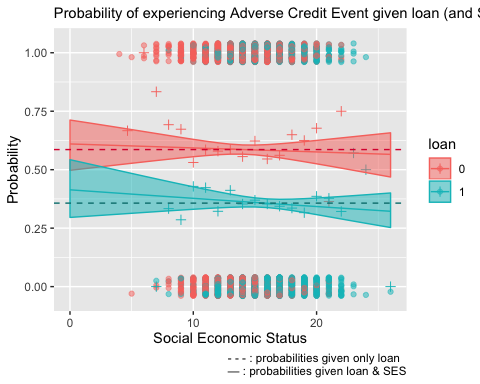 Probability of experiencing Adverse Credit Event given loan (and S
Probability
1.00
0.75
0.50
0.25
0.00
0
10
20
Social Economic Status
loan
0
1
--- : probabilities given only loan
— : probabilities given loan & SES